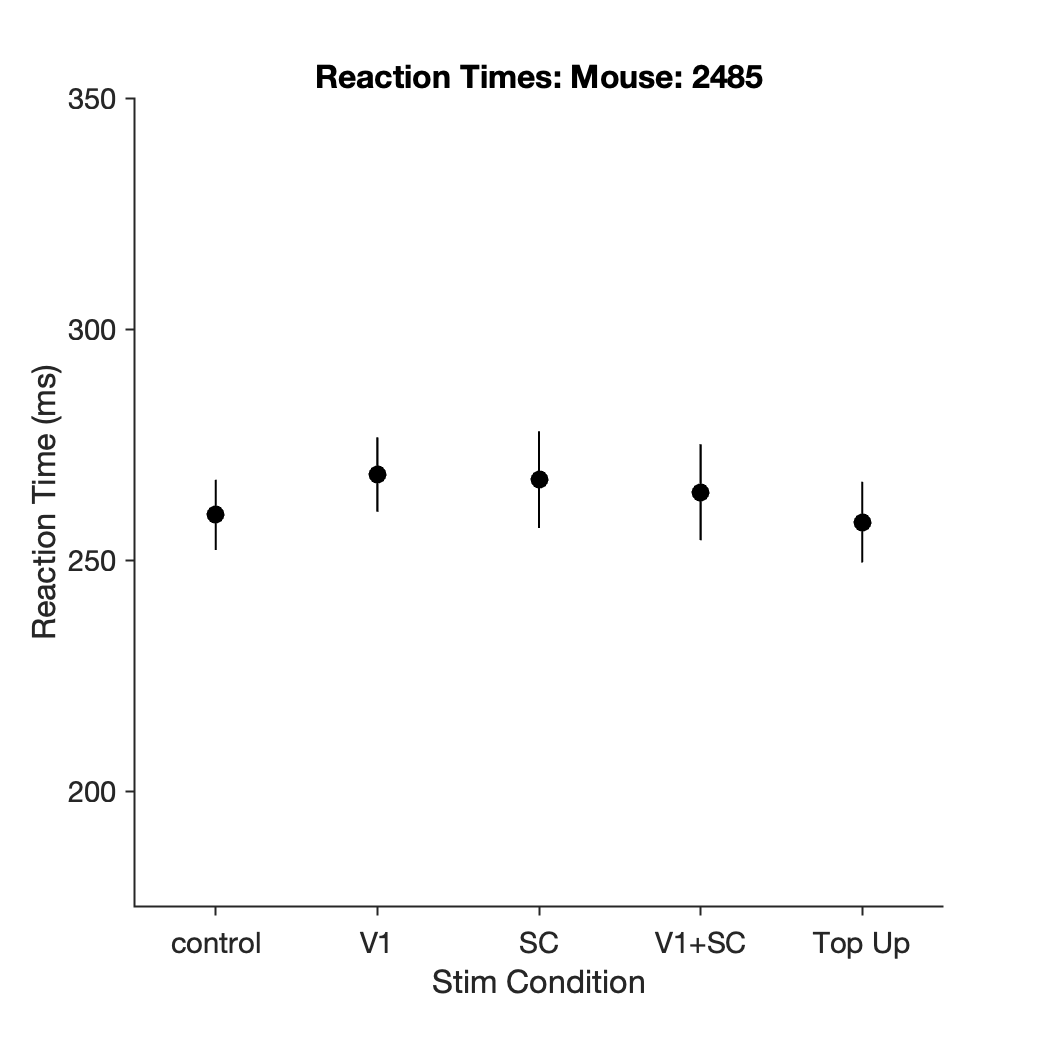 Reaction Times: Mouse: 2485
350
300
250
200
Reaction Time (ms)
control V1 SC V1+SC Top Up
Stim Condition